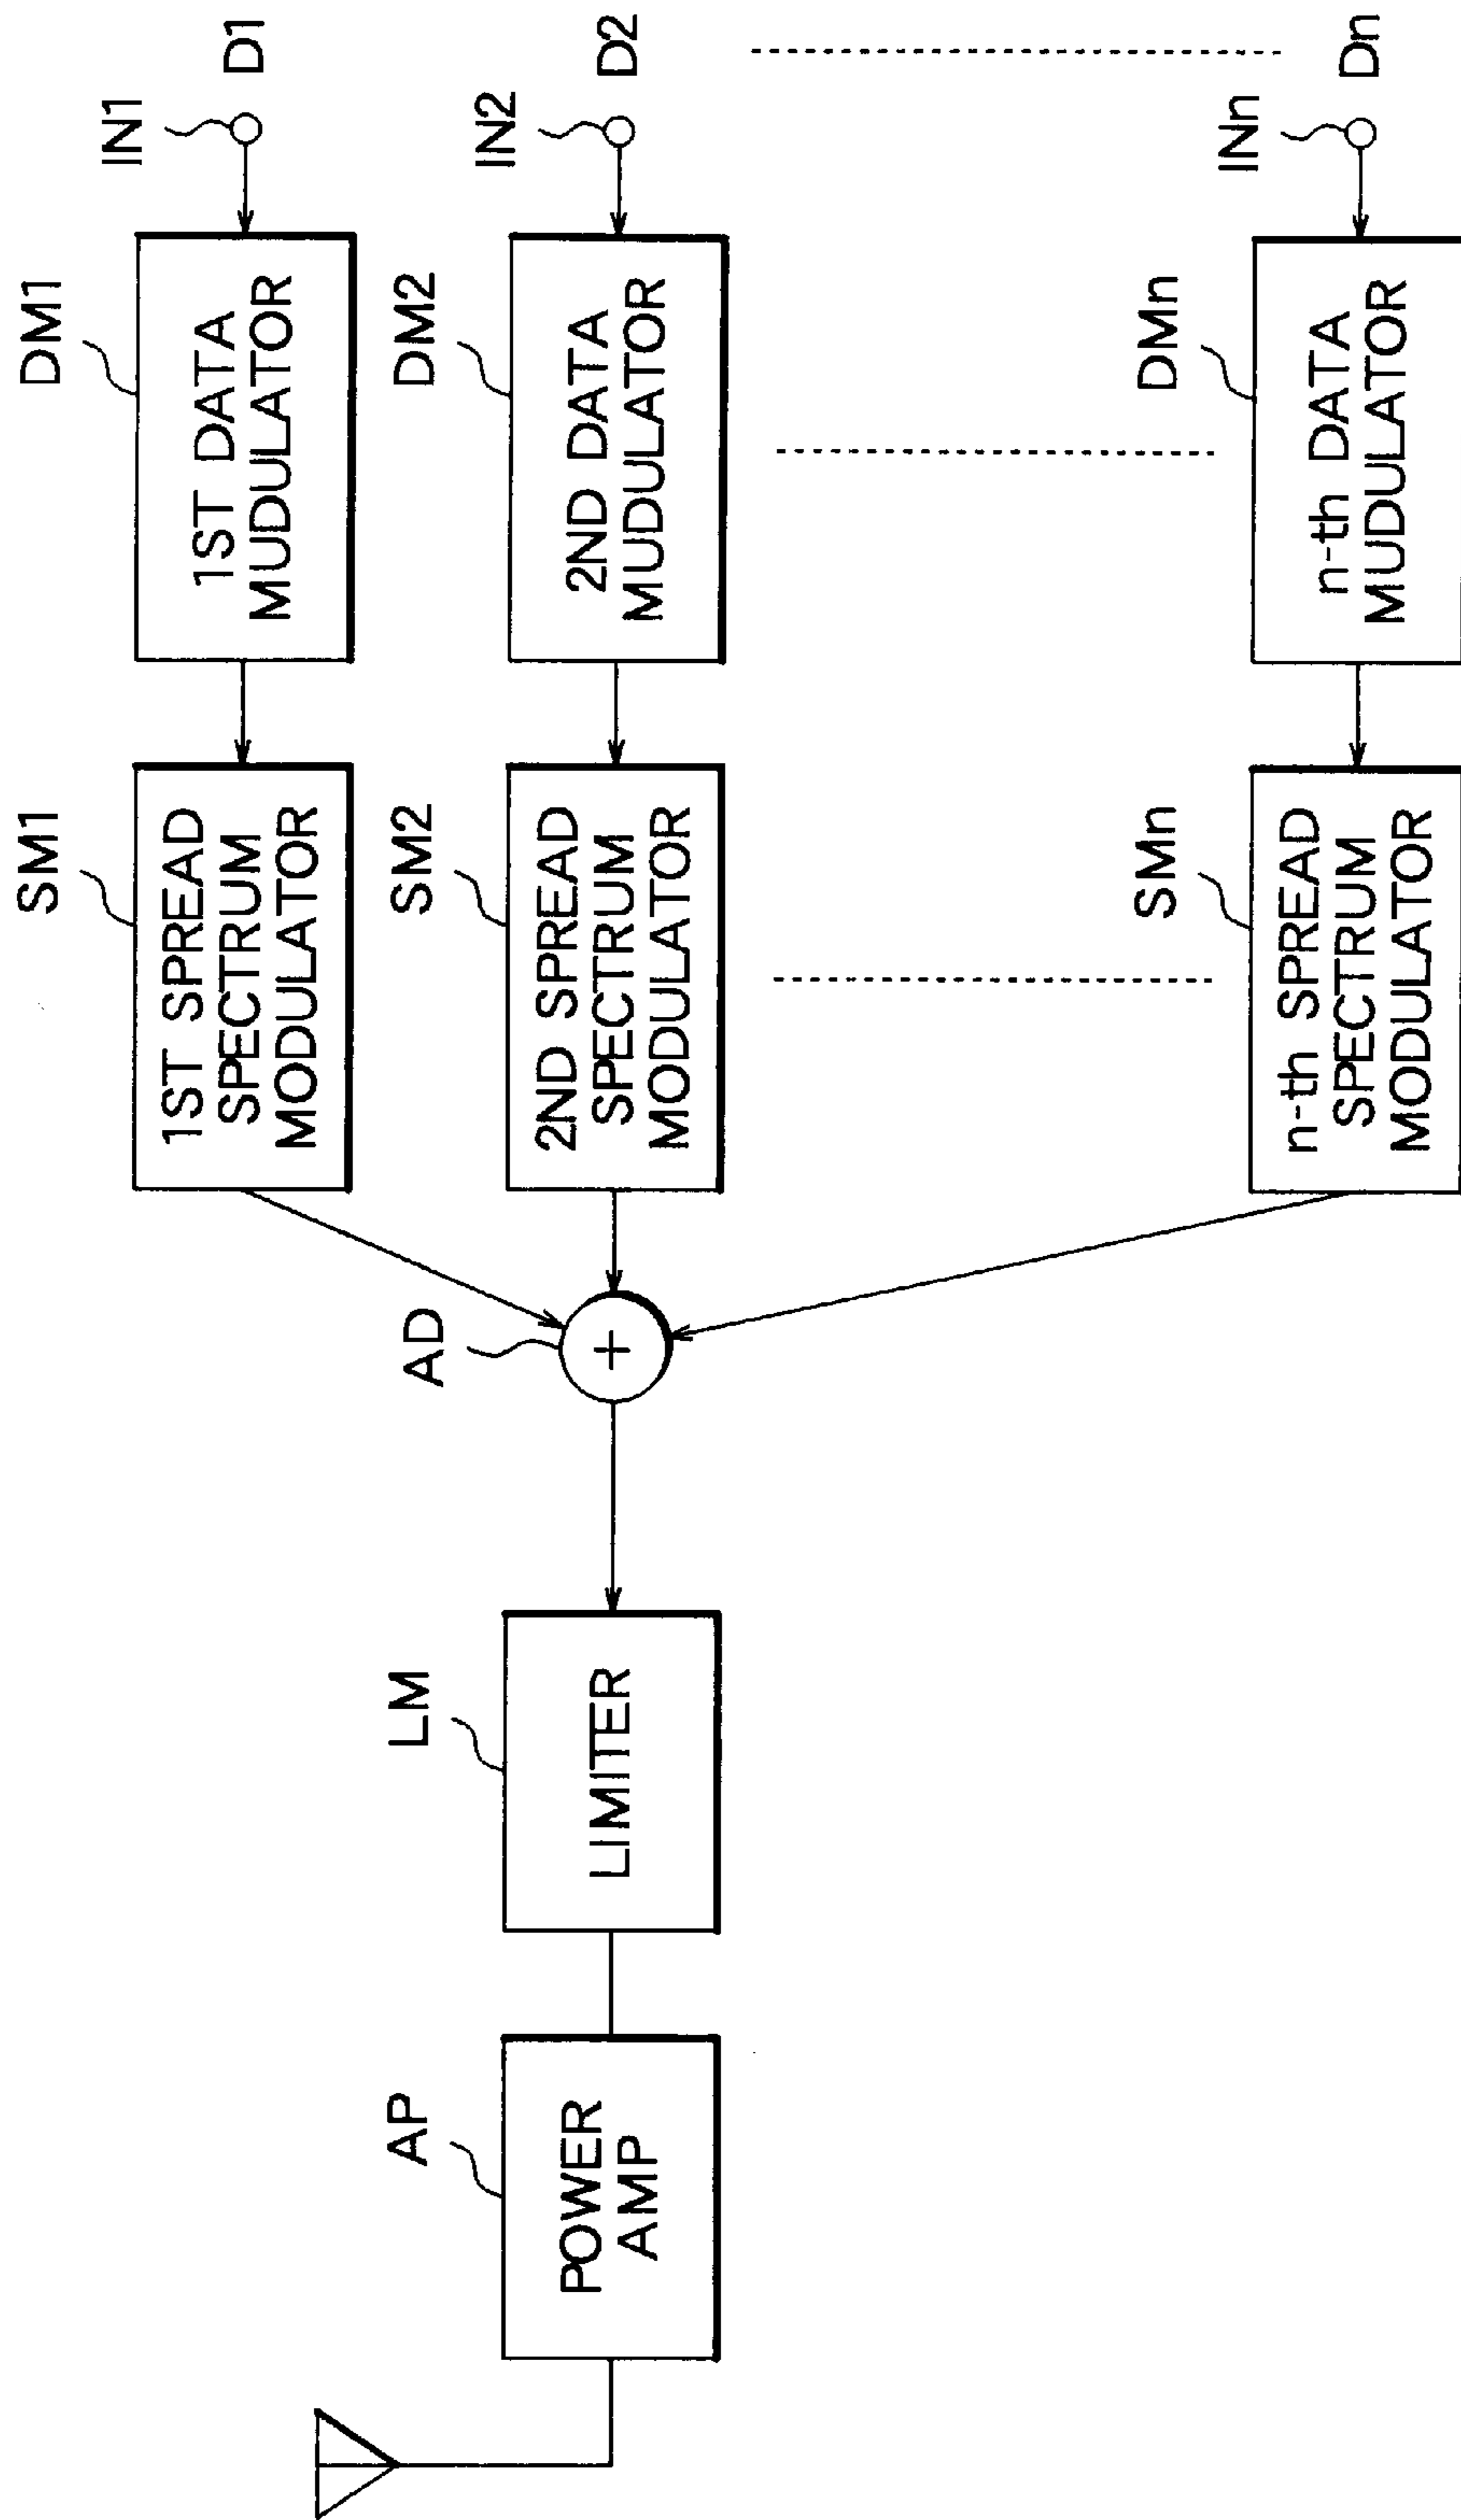 IN1
D1
DM1
1ST DATA
MUDULATOR
SM1
1ST SPREAD
SPECTRUM
MODULATOR
IN2
D2
DM2
2ND DATA
MUDULATOR
SM2
2ND SPREAD
SPECTRUM
MODULATOR
AD
+
LM
LIMITER
AP
POWER
AMP
INn
Dn
DMn
n-th DATA
MUDULATOR
SMn
n-th SPREAD
SPECTRUM
MODULATOR